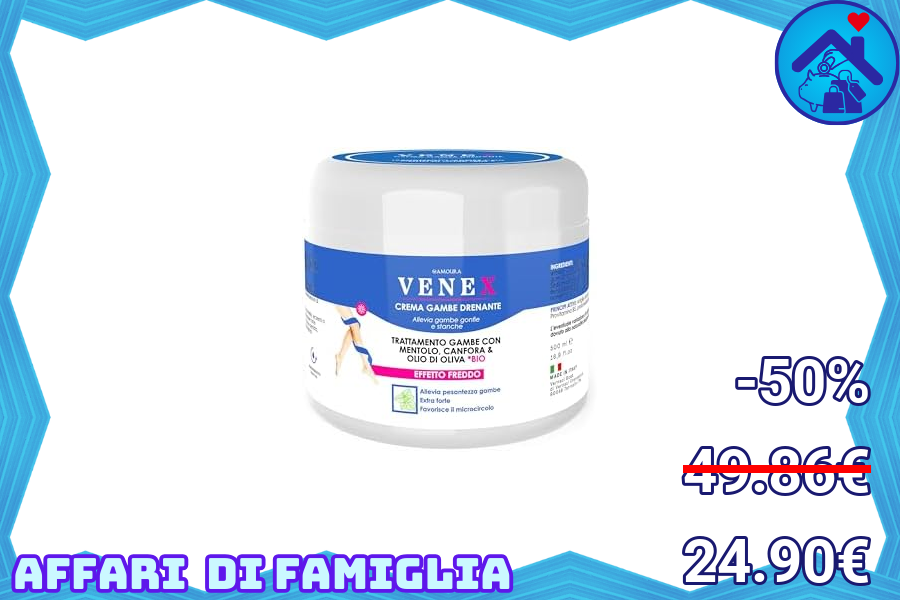 GAMOURA
VENEX
CREMA GAMBE DRENANTE
Allevia gambe gonfie
e stanche
TRATTAMENTO GAMBE CON
MENTOLO, CANFORA &
OLIO DI OLIVA *BIO
EFFETTO FREDDO
Allevia pesantezza gambe
Extra forte
Favorisce il microcircolo
INGREDIENTI
500 ml e
MADE IN ITALY
-50%
49.86€
24.90€
AFFARI DI FAMIGLIA